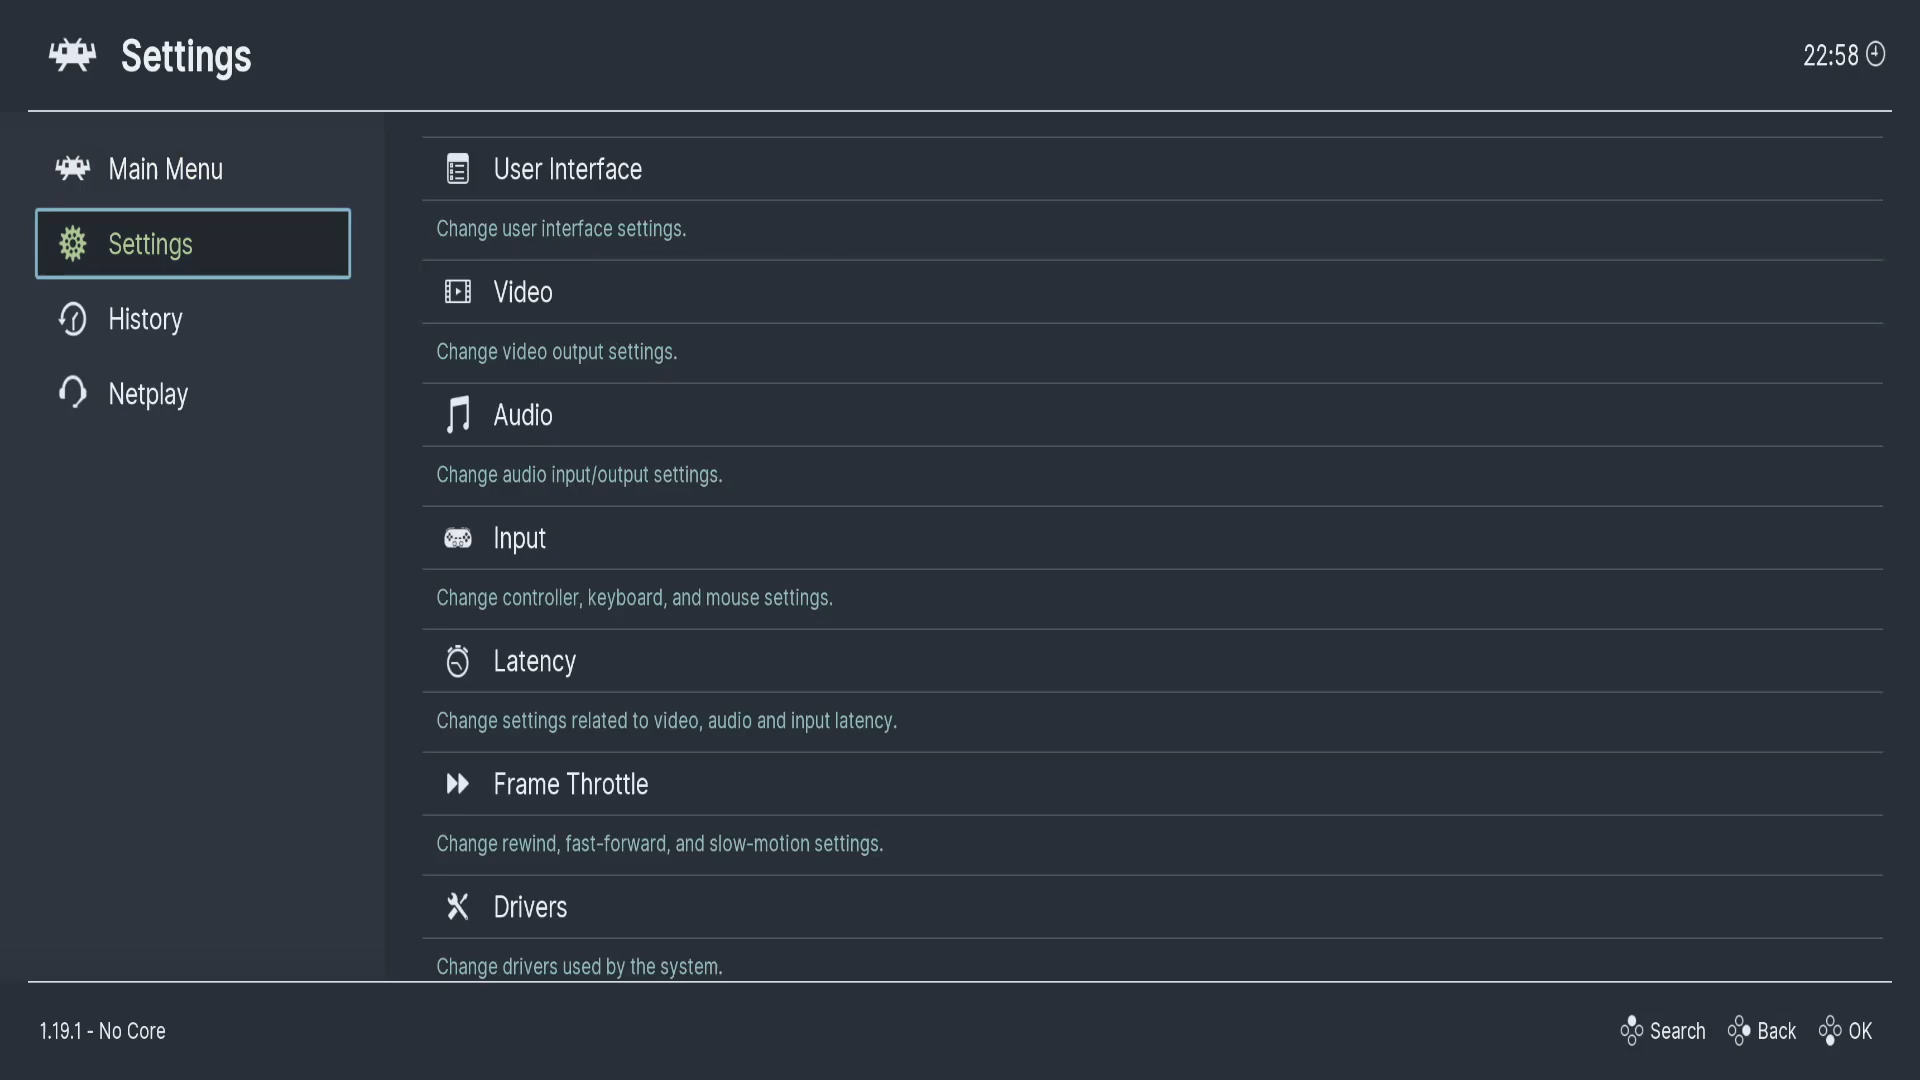 Settings
22:58
Main Menu
Settings
History
Netplay
User Interface
Change user interface settings.
Video
Change video output settings.
Audio
Change audio input/output settings.
Input
Change controller, keyboard, and mouse settings.
Latency
Change settings related to video, audio and input latency.
Frame Throttle
Change rewind, fast-forward, and slow-motion settings.
Drivers
Change drivers used by the system.
1.19.1 - No Core
Search
Back
OK